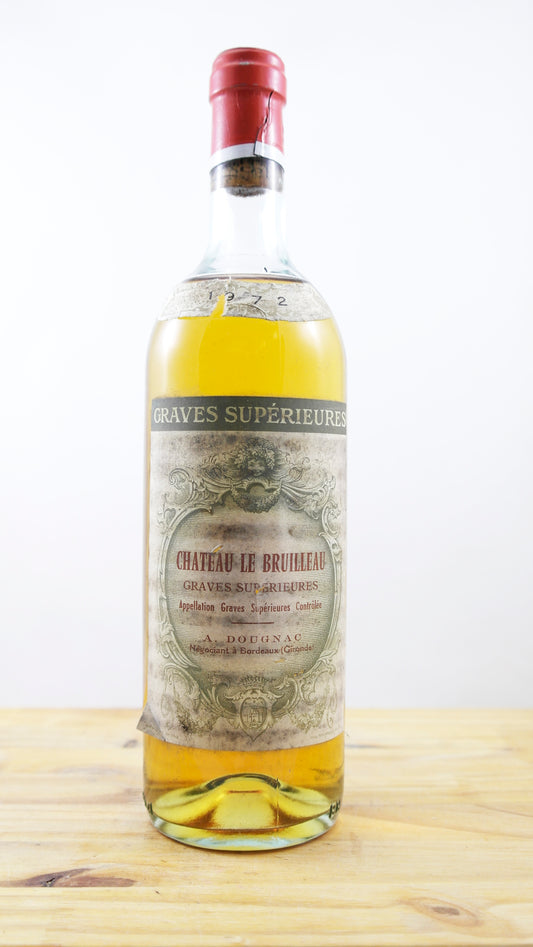 1972
GRAVES SUPÉRIEURES
CHATEAU LE BRUILLEAU
GRAVES SUPÉRIEURES
Appellation Graves Supérieures Contrôlée
A. DOUGNAC
Négociant à Bordeaux (Gironde)